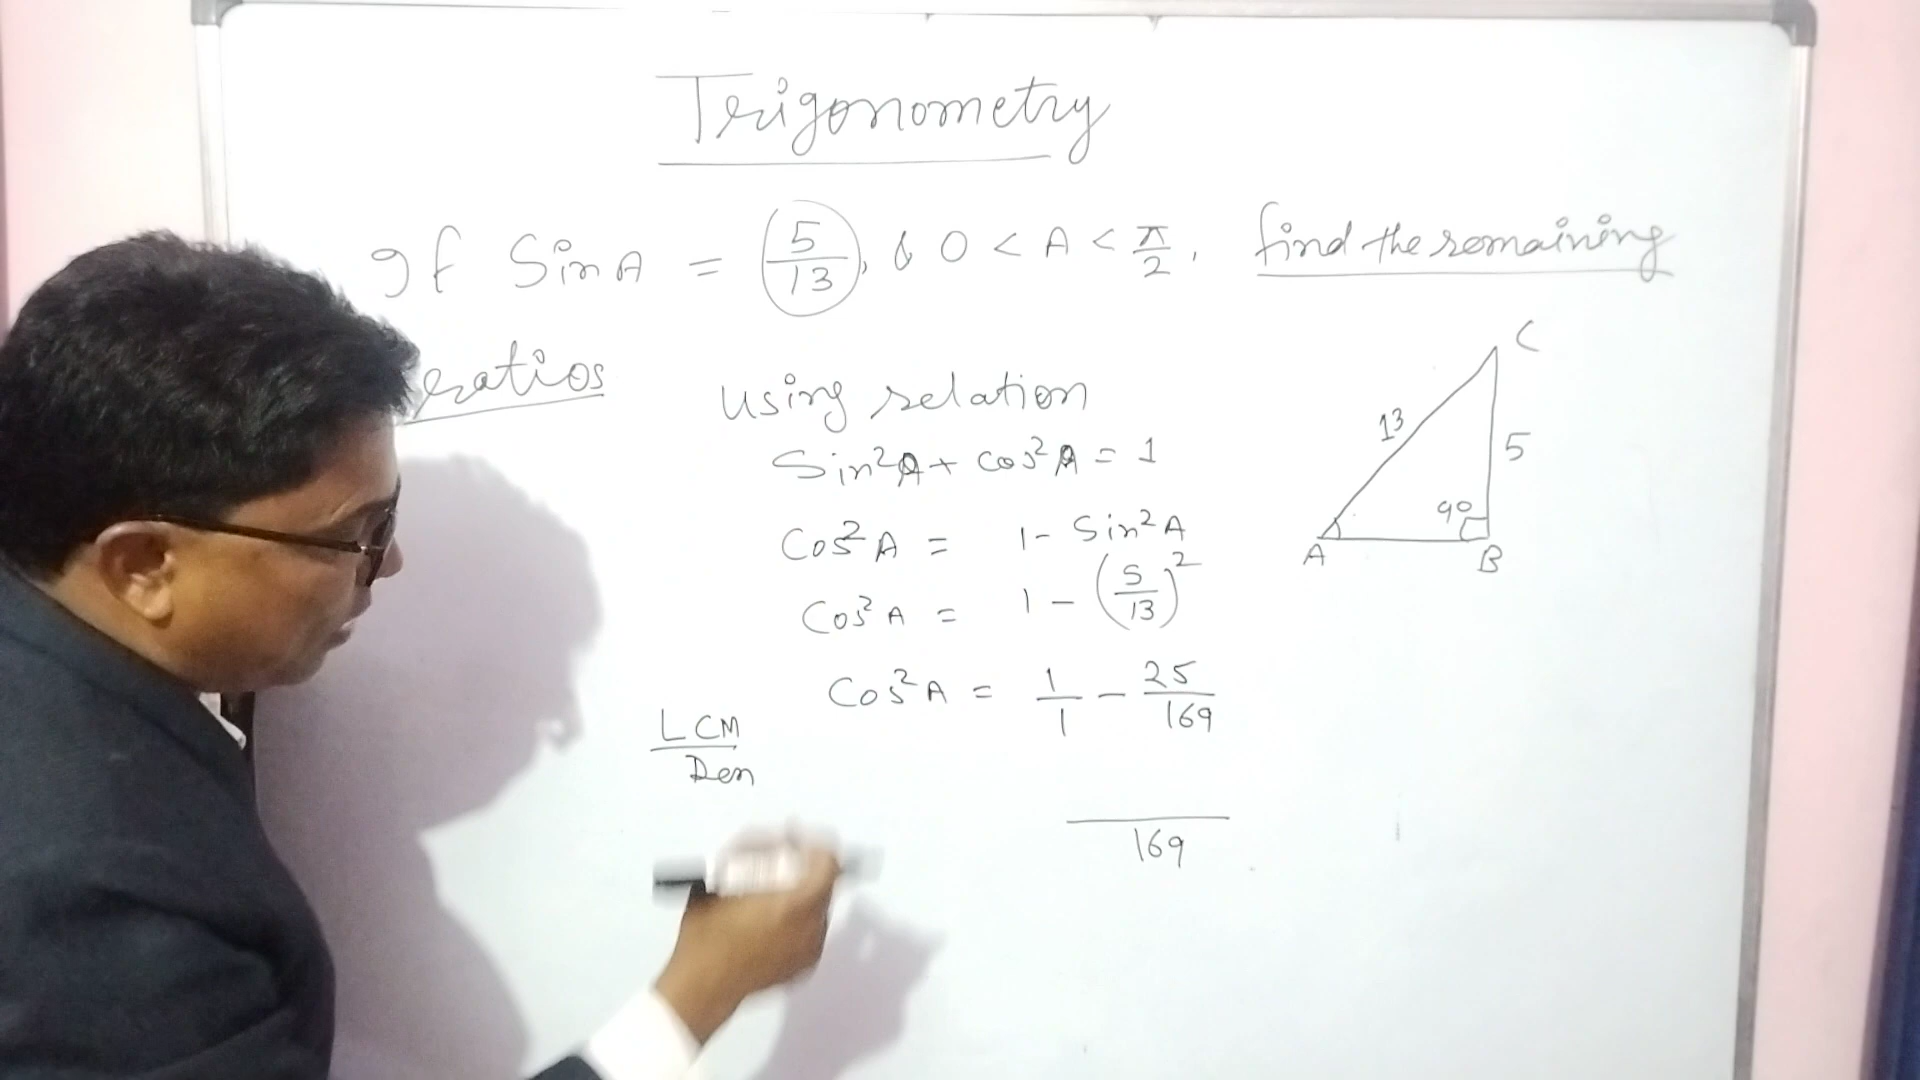 Trigonometry
If Sin A = 5/13, & 0 < A < π/2, find the remaining
ratios
using relation
Sin²A + cos²A = 1
Cos²A = 1 - Sin²A
Cos²A = 1 - (5/13)²
Cos²A = 1/1 - 25/169
LCM
Den
169
C
13
5
90
A
B